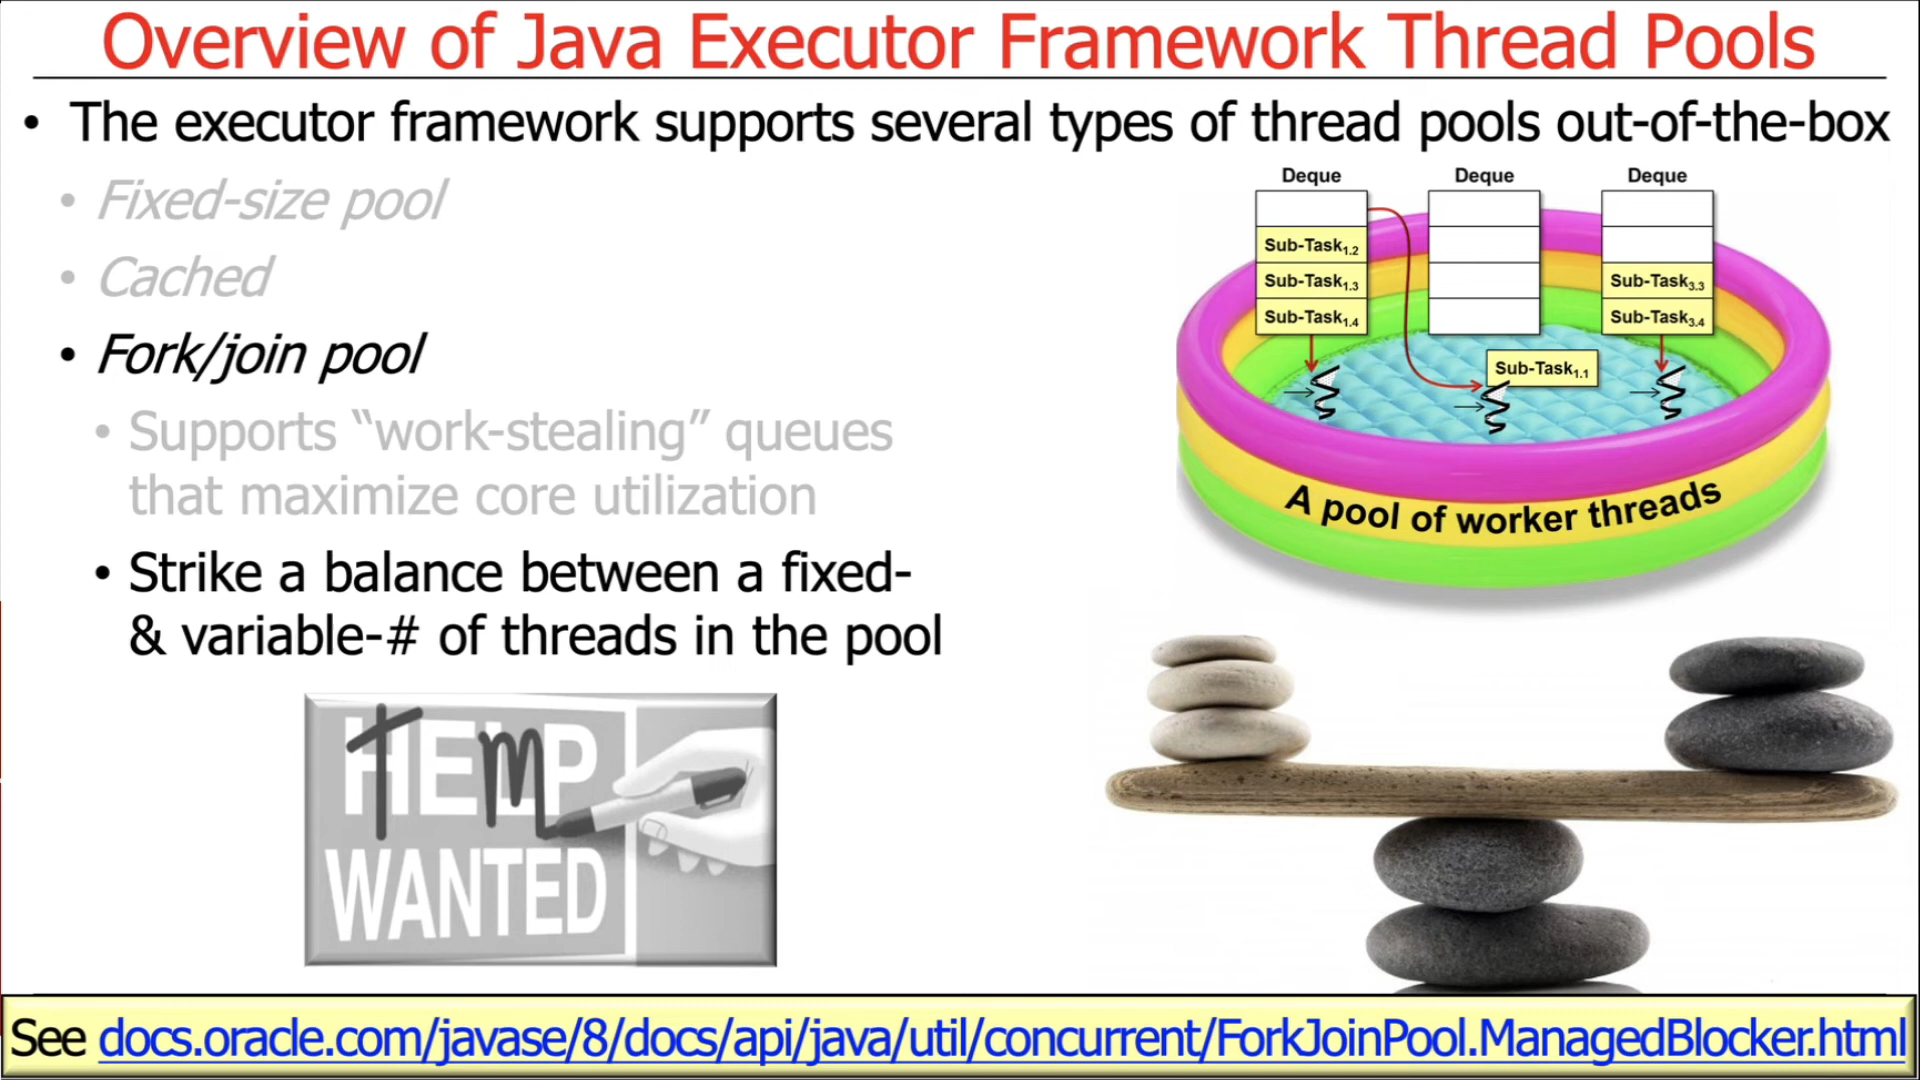 Overview of Java Executor Framework Thread Pools
• The executor framework supports several types of thread pools out-of-the-box
• Fixed-size pool
• Cached
• Fork/join pool
• Supports “work-stealing” queues
that maximize core utilization
• Strike a balance between a fixed-
& variable-# of threads in the pool
Deque
Deque
Deque
Sub-Task1.2
Sub-Task1.3
Sub-Task1.4
Sub-Task3.3
Sub-Task3.4
Sub-Task1.1
A pool of worker threads
HELP
T m
WANTED
See docs.oracle.com/javase/8/docs/api/java/util/concurrent/ForkJoinPool.ManagedBlocker.html